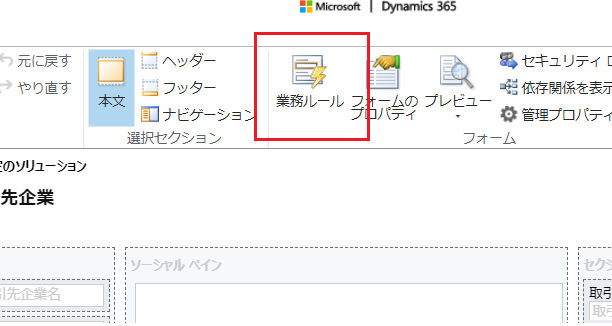 Microsoft | Dynamics 365
元に戻す
やり直す
本文
ヘッダー
フッター
ナビゲーション
選択セクション
業務ルール
フォームの
プロパティ
プレビュー
セキュリティ ロ
依存関係を表示
管理プロパティ
フォーム
定のソリューション
先企業
引先企業名
ソーシャル ペイン
セクシ
取引
取引